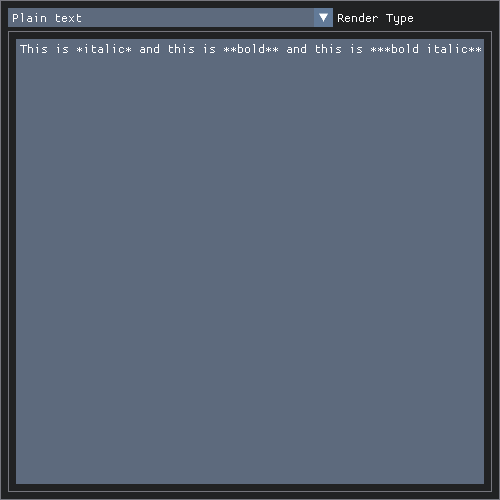 Plain text Render Type
This is *italic* and this is **bold** and this is ***bold italic**